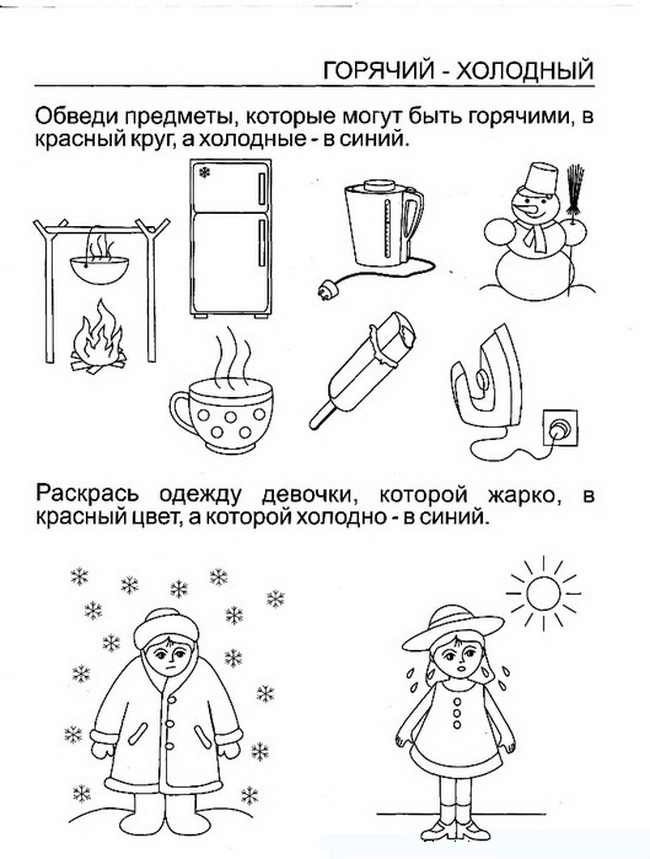 ГОРЯЧИЙ - ХОЛОДНЫЙ
Обведи предметы, которые могут быть горячими, в
красный круг, а холодные - в синий.
Раскрась одежду девочки, которой жарко, в
красный цвет, а которой холодно - в синий.